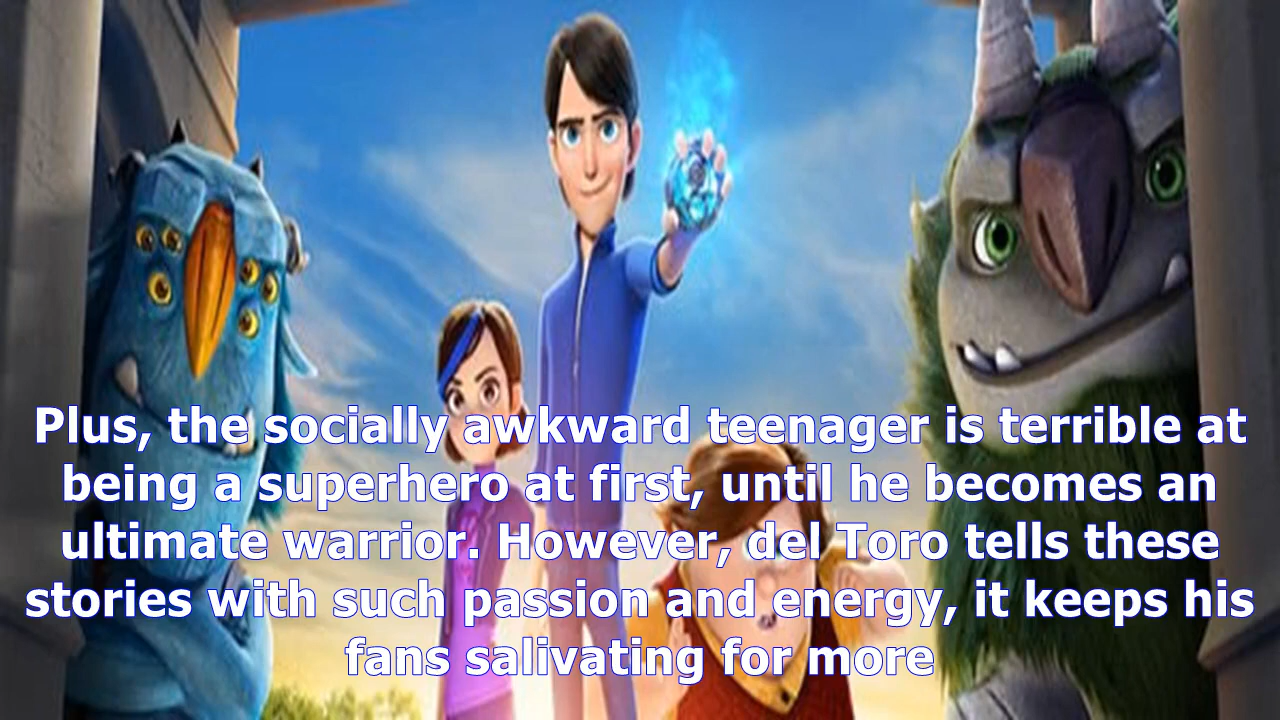 Plus, the socially awkward teenager is terrible at
being a superhero at first, until he becomes an
ultimate warrior. However, del Toro tells these
stories with such passion and energy, it keeps his
fans salivating for more